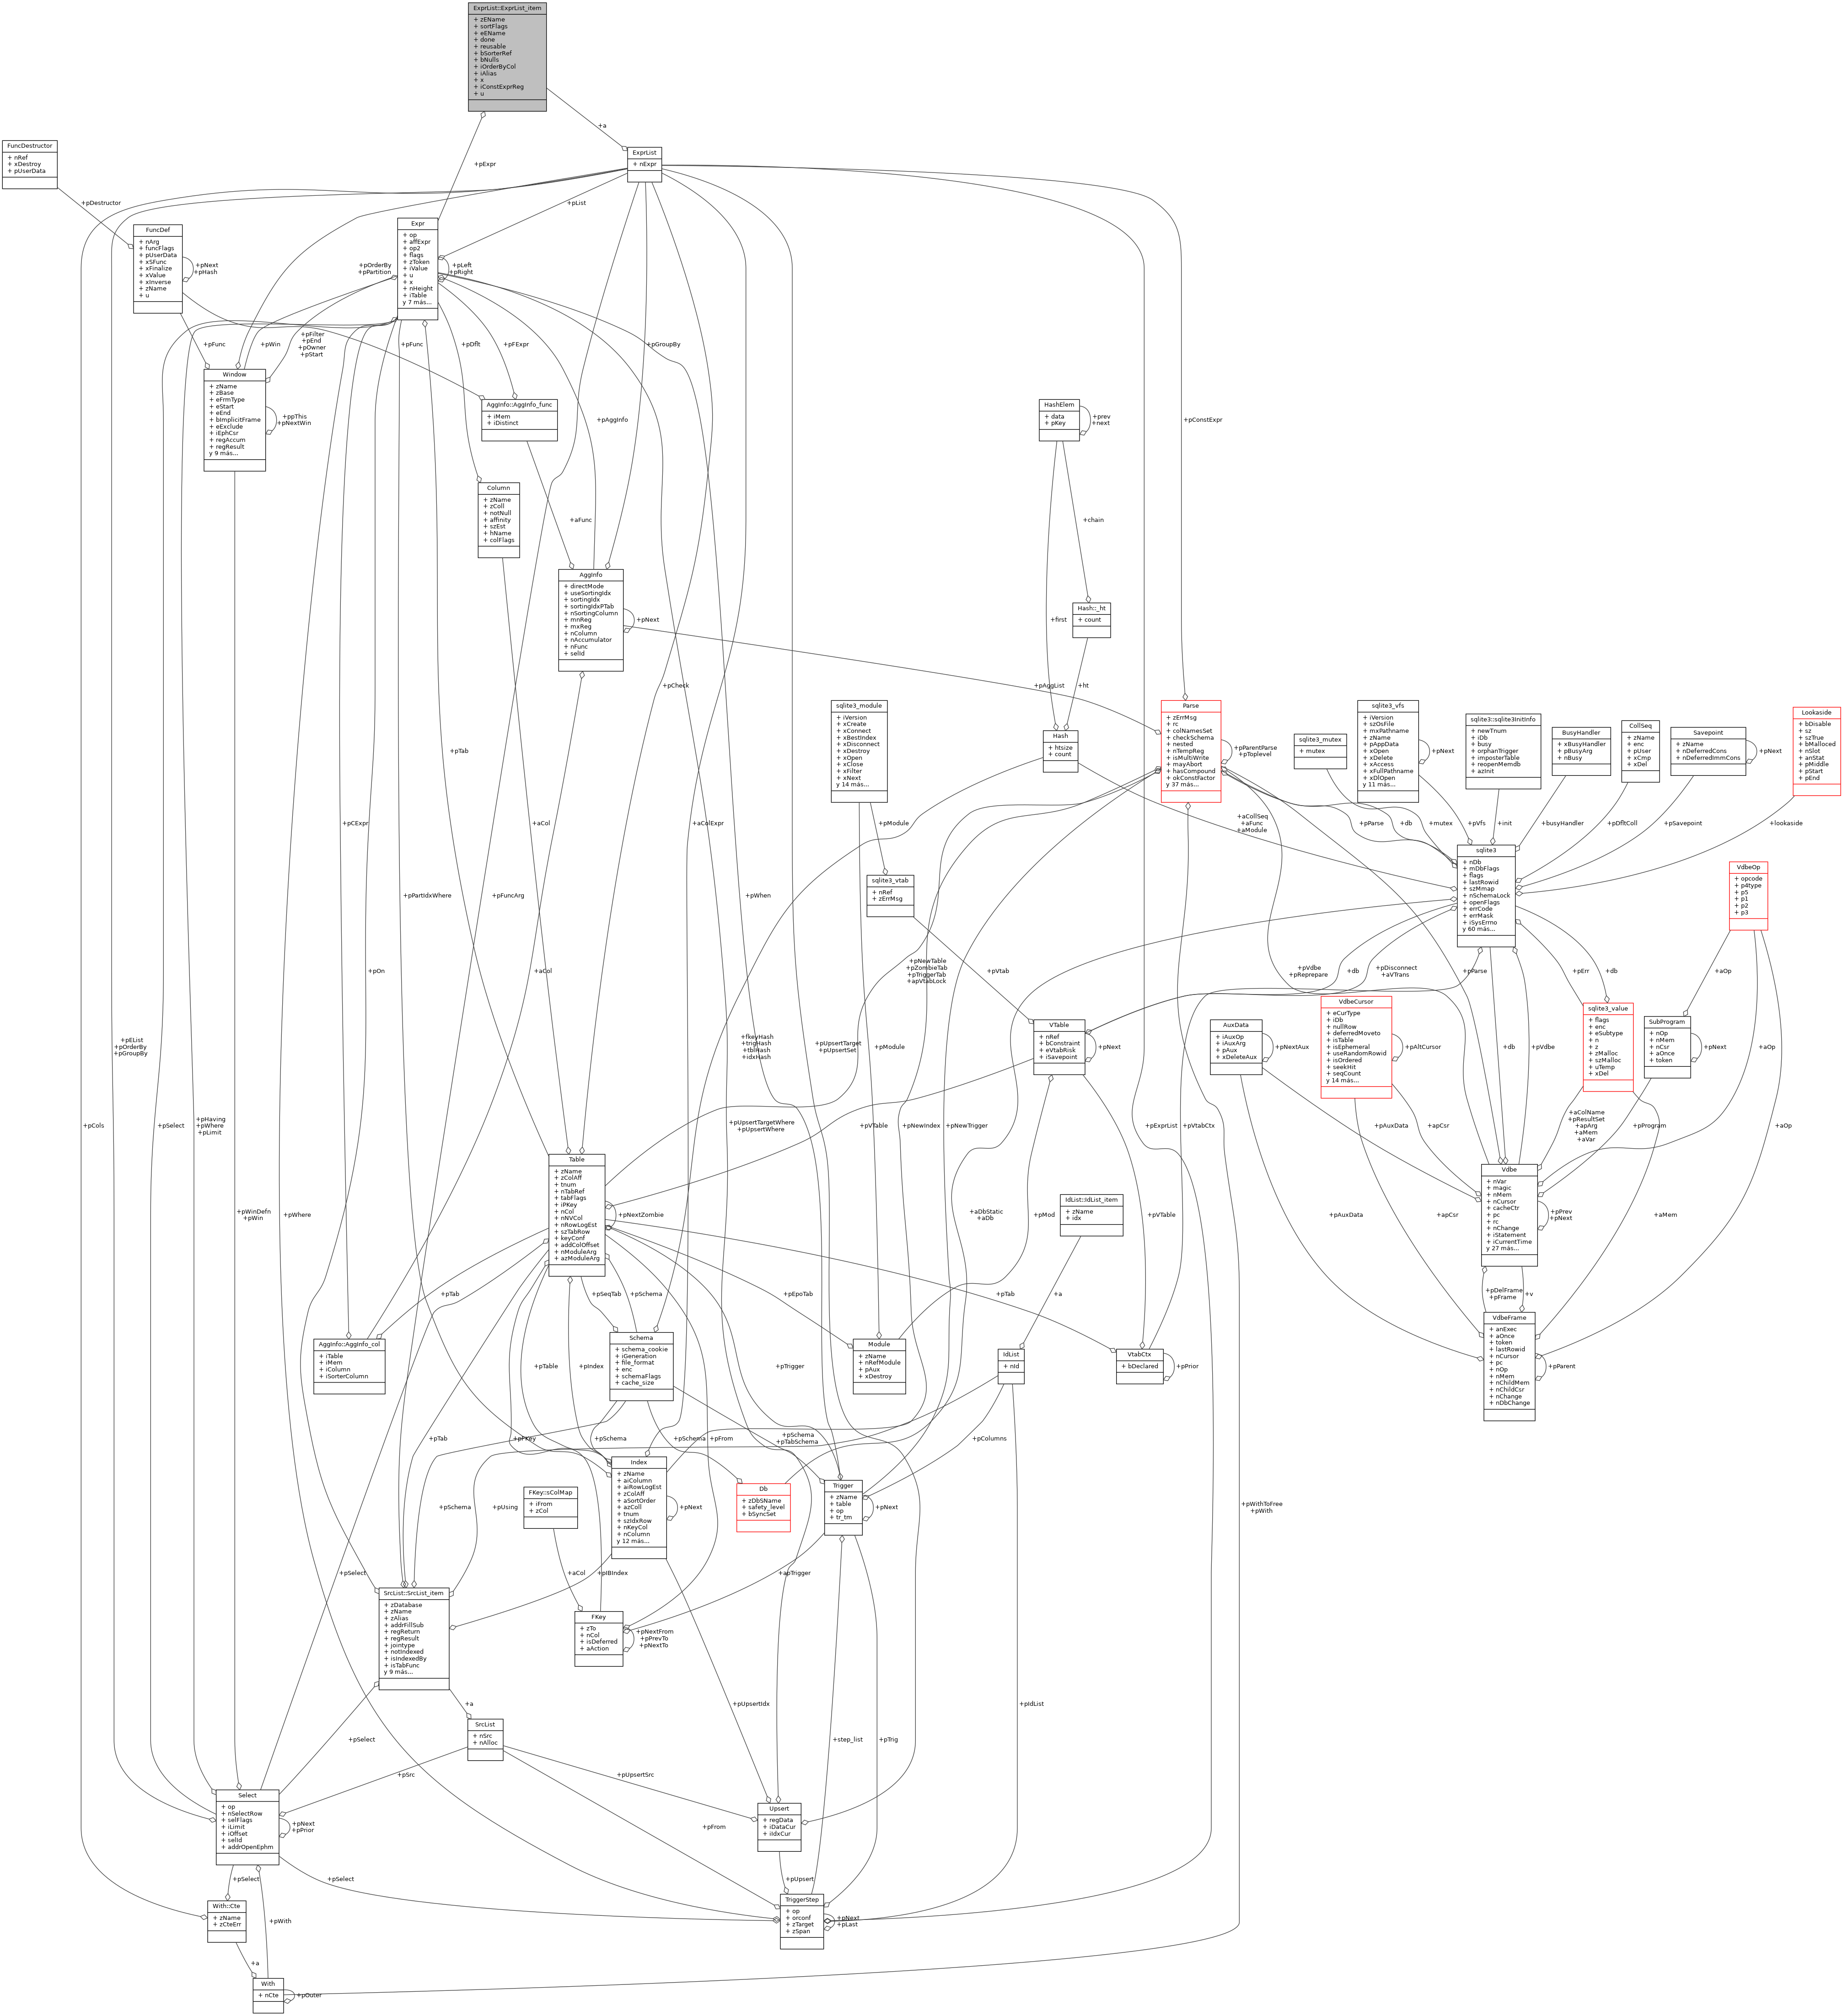 ExprList::ExprList_item
+ zEName
+ sortFlags
+ eEName
+ done
+ reusable
+ bSorterRef
+ bNulls
+ iOrderByCol
+ iAlias
+ x
+ iConstExprReg
+ u
+a
FuncDestructor
+ nRef
+ xDestroy
+ pUserData
ExprList
+ nExpr
+pExpr
+pDestructor
+pList
FuncDef
+ nArg
+ funcFlags
+ pUserData
+ xSFunc
+ xFinalize
+ xValue
+ xInverse
+ zName
+ u
+pNext
+pHash
Expr
+ op
+ affExpr
+ op2
+ flags
+ zToken
+ iValue
+ u
+ x
+ nHeight
+ iTable
y 7 más...
+pOrderBy
+pPartition
+pLeft
+pRight
+pFunc
+pWin
+pFilter
+pEnd
+pOwner
+pStart
+pFunc
+pDflt
+pFExpr
+pGroupBy
Window
+ zName
+ zBase
+ eFrmType
+ eStart
+ eEnd
+ bImplicitFrame
+ eExclude
+ iEphCsr
+ regAccum
+ regResult
y 9 más...
+ppThis
+pNextWin
AggInfo::AggInfo_func
+ iMem
+ iDistinct
+pAggInfo
HashElem
+ data
+ pKey
+prev
+next
+pConstExpr
Column
+ zName
+ zColl
+ notNull
+ affinity
+ szEst
+ hName
+ colFlags
+aFunc
+chain
AggInfo
+ directMode
+ useSortingIdx
+ sortingIdx
+ sortingIdxPTab
+ nSortingColumn
+ mnReg
+ mxReg
+ nColumn
+ nAccumulator
+ nFunc
+ selId
+pNext
+first
Hash::_ht
+ count
+pCheck
+pAggList
+ht
+pTab
sqlite3_module
+ iVersion
+ xCreate
+ xConnect
+ xBestIndex
+ xDisconnect
+ xDestroy
+ xOpen
+ xClose
+ xFilter
+ xNext
y 14 más...
Hash
+ htsize
+ count
Parse
+ zErrMsg
+ rc
+ colNamesSet
+ checkSchema
+ nested
+ nTempReg
+ isMultiWrite
+ mayAbort
+ hasCompound
+ okConstFactor
y 37 más...
+pParentParse
+pToplevel
sqlite3_mutex
+ mutex
sqlite3_vfs
+ iVersion
+ szOsFile
+ mxPathname
+ zName
+ pAppData
+ xOpen
+ xDelete
+ xAccess
+ xFullPathname
+ xDlOpen
y 11 más...
+pNext
sqlite3::sqlite3InitInfo
+ newTnum
+ iDb
+ busy
+ orphanTrigger
+ imposterTable
+ reopenMemdb
+ azInit
BusyHandler
+ xBusyHandler
+ pBusyArg
+ nBusy
CollSeq
+ zName
+ enc
+ pUser
+ xCmp
+ xDel
Savepoint
+ zName
+ nDeferredCons
+ nDeferredImmCons
+pNext
Lookaside
+ bDisable
+ sz
+ szTrue
+ bMalloced
+ nSlot
+ anStat
+ pMiddle
+ pStart
+ pEnd
+pCExpr
+aCol
+aColExpr
+pModule
+aCollSeq
+aFunc
+aModule
+pParse
+db
+mutex
+pVfs
+init
+busyHandler
+pDfltColl
+pSavepoint
+lookaside
+pPartIdxWhere
+pFuncArg
+pWhen
sqlite3_vtab
+ nRef
+ zErrMsg
sqlite3
+ nDb
+ mDbFlags
+ flags
+ lastRowid
+ szMmap
+ nSchemaLock
+ openFlags
+ errCode
+ errMask
+ iSysErrno
y 60 más...
VdbeOp
+ opcode
+ p4type
+ p5
+ p1
+ p2
+ p3
+pOn
+aCol
+pNewTable
+pZombieTab
+pTriggerTab
+apVtabLock
+pVtab
+pVdbe
+pReprepare
+db
+pDisconnect
+aVTrans
+pParse
+pErr
+db
+aOp
+fkeyHash
+trigHash
+tblHash
+idxHash
+pUpsertTarget
+pUpsertSet
+pModule
VTable
+ nRef
+ bConstraint
+ eVtabRisk
+ iSavepoint
+pNext
AuxData
+ iAuxOp
+ iAuxArg
+ pAux
+ xDeleteAux
+pNextAux
VdbeCursor
+ eCurType
+ iDb
+ nullRow
+ deferredMoveto
+ isTable
+ isEphemeral
+ useRandomRowid
+ isOrdered
+ seekHit
+ seqCount
y 14 más...
+pAltCursor
+db
+pVdbe
sqlite3_value
+ flags
+ enc
+ eSubtype
+ n
+ z
+ zMalloc
+ szMalloc
+ uTemp
+ xDel
SubProgram
+ nOp
+ nMem
+ nCsr
+ aOnce
+ token
+pNext
+aOp
+pEList
+pOrderBy
+pGroupBy
+pCols
+pSelect
+pHaving
+pWhere
+pLimit
+pUpsertTargetWhere
+pUpsertWhere
+pVTable
+pNewIndex
+pNewTrigger
+pExprList
+pVtabCtx
+pAuxData
+apCsr
+aColName
+pResultSet
+apArg
+aMem
+aVar
+pProgram
+aOp
Table
+ zName
+ zColAff
+ tnum
+ nTabRef
+ tabFlags
+ iPKey
+ nCol
+ nNVCol
+ nRowLogEst
+ szTabRow
+ keyConf
+ addColOffset
+ nModuleArg
+ azModuleArg
+pNextZombie
Vdbe
+ nVar
+ magic
+ nMem
+ nCursor
+ cacheCtr
+ pc
+ rc
+ nChange
+ iStatement
+ iCurrentTime
y 27 más...
+pPrev
+pNext
IdList::IdList_item
+ zName
+ idx
+pWinDefn
+pWin
+pWhere
+aDbStatic
+aDb
+pMod
+pVTable
+pAuxData
+apCsr
+aMem
+pTab
+pSeqTab
+pSchema
+pEpoTab
+a
+pTab
+pDelFrame
+pFrame
+v
AggInfo::AggInfo_col
+ iTable
+ iMem
+ iColumn
+ iSorterColumn
+pTable
+pIndex
Schema
+ schema_cookie
+ iGeneration
+ file_format
+ enc
+ schemaFlags
+ cache_size
+pTrigger
Module
+ zName
+ nRefModule
+ pAux
+ xDestroy
IdList
+ nId
VtabCtx
+ bDeclared
+pPrior
VdbeFrame
+ anExec
+ aOnce
+ token
+ lastRowid
+ nCursor
+ pc
+ nOp
+ nMem
+ nChildMem
+ nChildCsr
+ nChange
+ nDbChange
+pParent
+pTab
+pFKey
+pSchema
+pSchema
+pFrom
+pSchema
+pTabSchema
+pColumns
+pSchema
+pUsing
FKey::sColMap
+ iFrom
+ zCol
Index
+ zName
+ aiColumn
+ aiRowLogEst
+ zColAff
+ aSortOrder
+ azColl
+ tnum
+ szIdxRow
+ nKeyCol
+ nColumn
y 12 más...
+pNext
Db
+ zDbSName
+ safety_level
+ bSyncSet
Trigger
+ zName
+ table
+ op
+ tr_tm
+pNext
+pWithToFree
+pWith
+pSelect
+aCol
+pIBIndex
+apTrigger
SrcList::SrcList_item
+ zDatabase
+ zName
+ zAlias
+ addrFillSub
+ regReturn
+ regResult
+ jointype
+ notIndexed
+ isIndexedBy
+ isTabFunc
y 9 más...
FKey
+ zTo
+ nCol
+ isDeferred
+ aAction
+pNextFrom
+pPrevTo
+pNextTo
+a
+pUpsertIdx
+pIdList
SrcList
+ nSrc
+ nAlloc
+pSelect
+step_list
+pTrig
+pSrc
+pUpsertSrc
Select
+ op
+ nSelectRow
+ selFlags
+ iLimit
+ iOffset
+ selId
+ addrOpenEphm
+pNext
+pPrior
Upsert
+ regData
+ iDataCur
+ iIdxCur
+pFrom
+pSelect
+pSelect
+pUpsert
With::Cte
+ zName
+ zCteErr
+pWith
TriggerStep
+ op
+ orconf
+ zTarget
+ zSpan
+pNext
+pLast
+a
With
+ nCte
+pOuter